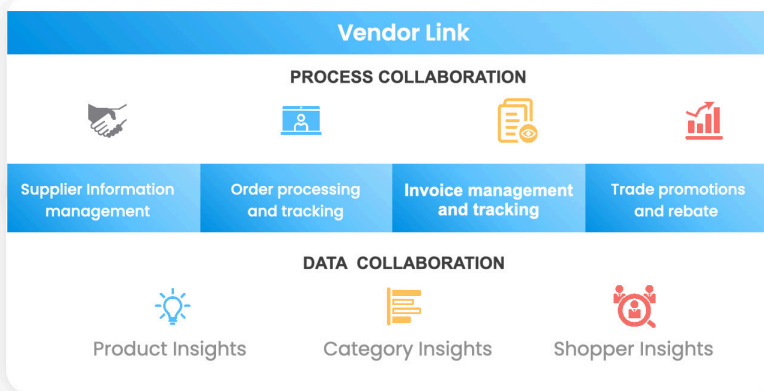 Vendor Link
PROCESS COLLABORATION
Supplier Information
management
Order processing
and tracking
Invoice management
and tracking
Trade promotions
and rebate
DATA COLLABORATION
Product Insights
Category Insights
Shopper Insights